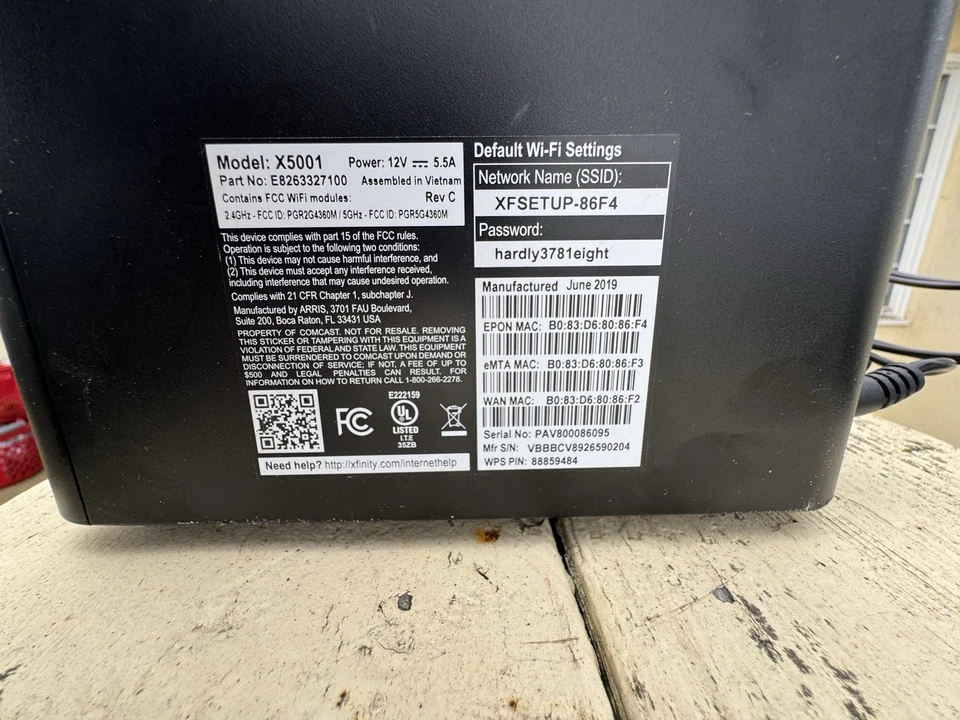 Model: X5001 Power: 12V ⎓ 5.5A
Part No: E8263327100 Assembled in Vietnam
Contains FCC WiFi modules: Rev C
2.4GHz - FCC ID: PGR2G4360M / 5GHz - FCC ID: PGR5G4360M
This device complies with part 15 of the FCC rules.
Operation is subject to the following two conditions:
(1) This device may not cause harmful interference, and
(2) This device must accept any interference received,
including interference that may cause undesired operation.
Complies with 21 CFR Chapter 1, subchapter J.
Manufactured by ARRIS, 3701 FAU Boulevard,
Suite 200, Boca Raton, FL 33431 USA
PROPERTY OF COMCAST. NOT FOR RESALE. REMOVING
THIS STICKER OR TAMPERING WITH THIS EQUIPMENT IS A
VIOLATION OF FEDERAL AND STATE LAW. THIS EQUIPMENT
MUST BE SURRENDERED TO COMCAST UPON DEMAND OR
DISCONNECTION OF SERVICE; IF NOT, A FEE OF UP TO
$500 AND LEGAL PENALTIES CAN RESULT. FOR
INFORMATION ON HOW TO RETURN CALL 1-800-266-2278.
FC
E222159
UL
LISTED
I.T.E
35ZB
Need help? http://xfinity.com/internethelp
Default Wi-Fi Settings
Network Name (SSID):
XFSETUP-86F4
Password:
hardly3781eight
Manufactured June 2019
EPON MAC: B0:83:D6:80:86:F4
eMTA MAC: B0:83:D6:80:86:F3
WAN MAC: B0:83:D6:80:86:F2
Serial No: PAV800086095
Mfr S/N: VBBBCV8926590204
WPS PIN: 88859484